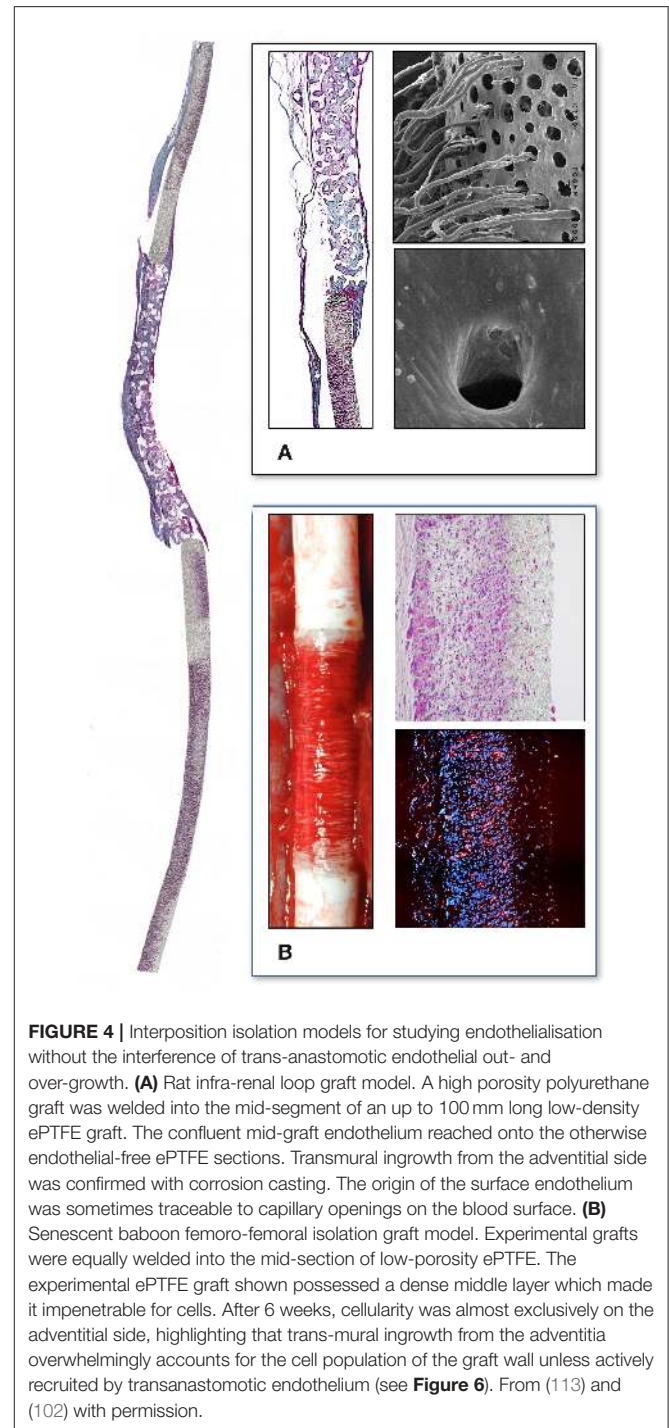 A
B
FIGURE 4 | Interposition isolation models for studying endothelialisation
without the interference of trans-anastomotic endothelial out- and
over-growth. (A) Rat infra-renal loop graft model. A high porosity polyurethane
graft was welded into the mid-segment of an up to 100 mm long low-density
ePTFE graft. The confluent mid-graft endothelium reached onto the otherwise
endothelial-free ePTFE sections. Transmural ingrowth from the adventitial side
was confirmed with corrosion casting. The origin of the surface endothelium
was sometimes traceable to capillary openings on the blood surface. (B)
Senescent baboon femoro-femoral isolation graft model. Experimental grafts
were equally welded into the mid-section of low-porosity ePTFE. The
experimental ePTFE graft shown possessed a dense middle layer which made
it impenetrable for cells. After 6 weeks, cellularity was almost exclusively on the
adventitial side, highlighting that trans-mural ingrowth from the adventitia
overwhelmingly accounts for the cell population of the graft wall unless actively
recruited by transanastomotic endothelium (see Figure 6). From (113) and
(102) with permission.